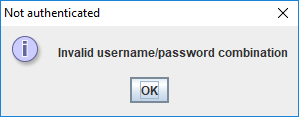 Not authenticated
Invalid username/password combination
OK